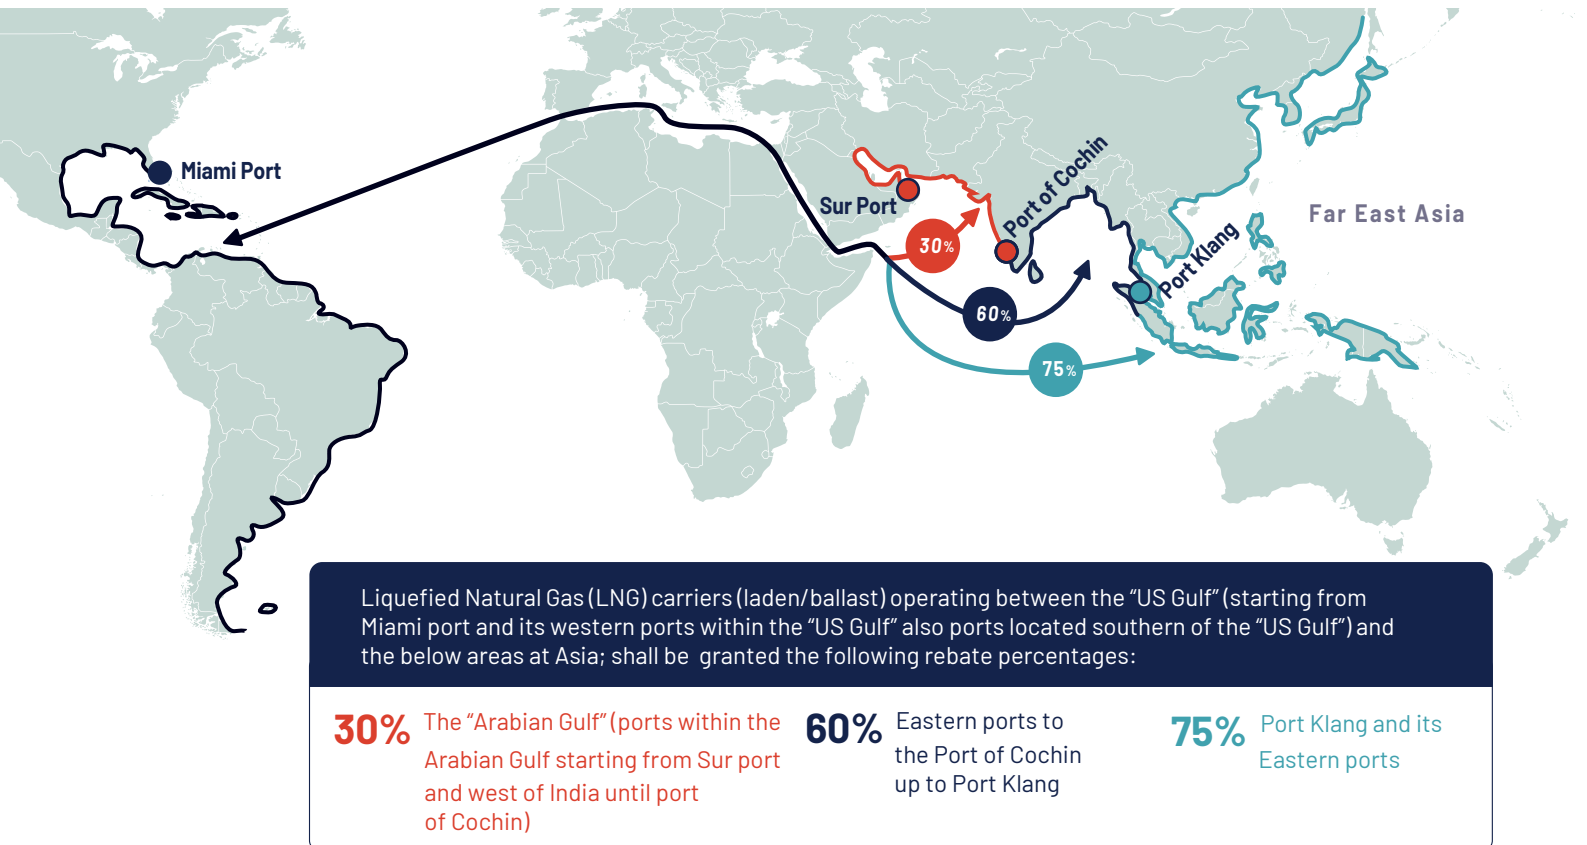 Miami Port
Sur Port
30%
Port of Cochin
60%
75%
Port Klang
Far East Asia
Liquefied Natural Gas (LNG) carriers (laden/ballast) operating between the “US Gulf” (starting from
Miami port and its western ports within the “US Gulf” also ports located southern of the “US Gulf”) and
the below areas at Asia; shall be granted the following rebate percentages:
30%
The “Arabian Gulf” (ports within the
Arabian Gulf starting from Sur port
and west of India until port
of Cochin)
60%
Eastern ports to
the Port of Cochin
up to Port Klang
75%
Port Klang and its
Eastern ports